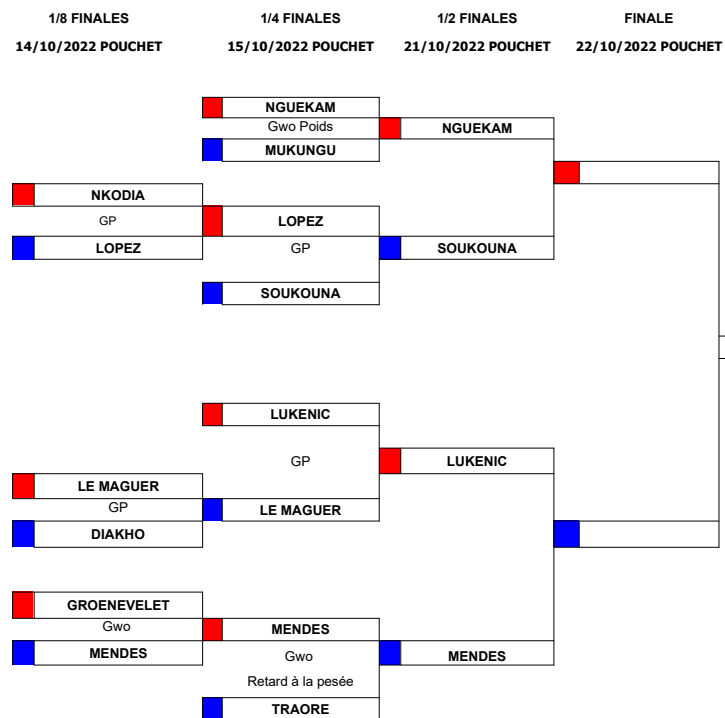 1/8 FINALES 1/4 FINALES 1/2 FINALES FINALE
14/10/2022 POUCHET 15/10/2022 POUCHET 21/10/2022 POUCHET 22/10/2022 POUCHET
NGUEKAM
Gwo Poids NGUEKAM
MUKUNGU
NKODIA
GP LOPEZ
LOPEZ GP SOUKOUNA
SOUKOUNA
LUKENIC
GP LUKENIC
LE MAGUER
GP LE MAGUER
DIAKHO
GROENEVELET
Gwo MENDES
MENDES Gwo MENDES
Retard à la pesée
TRAORE